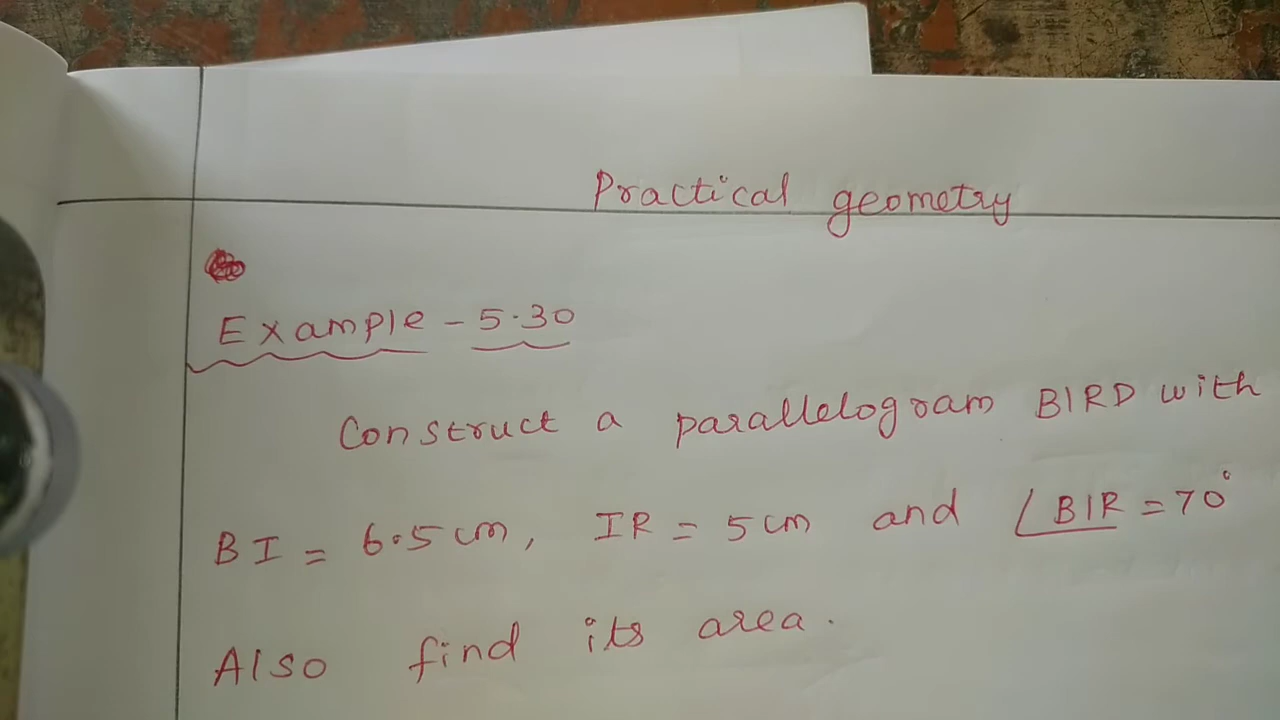 Practical geometry
Example - 5.30
Construct a parallelogram BIRD with
BI = 6.5 cm, IR = 5 cm and ∠BIR = 70°
Also find its area.